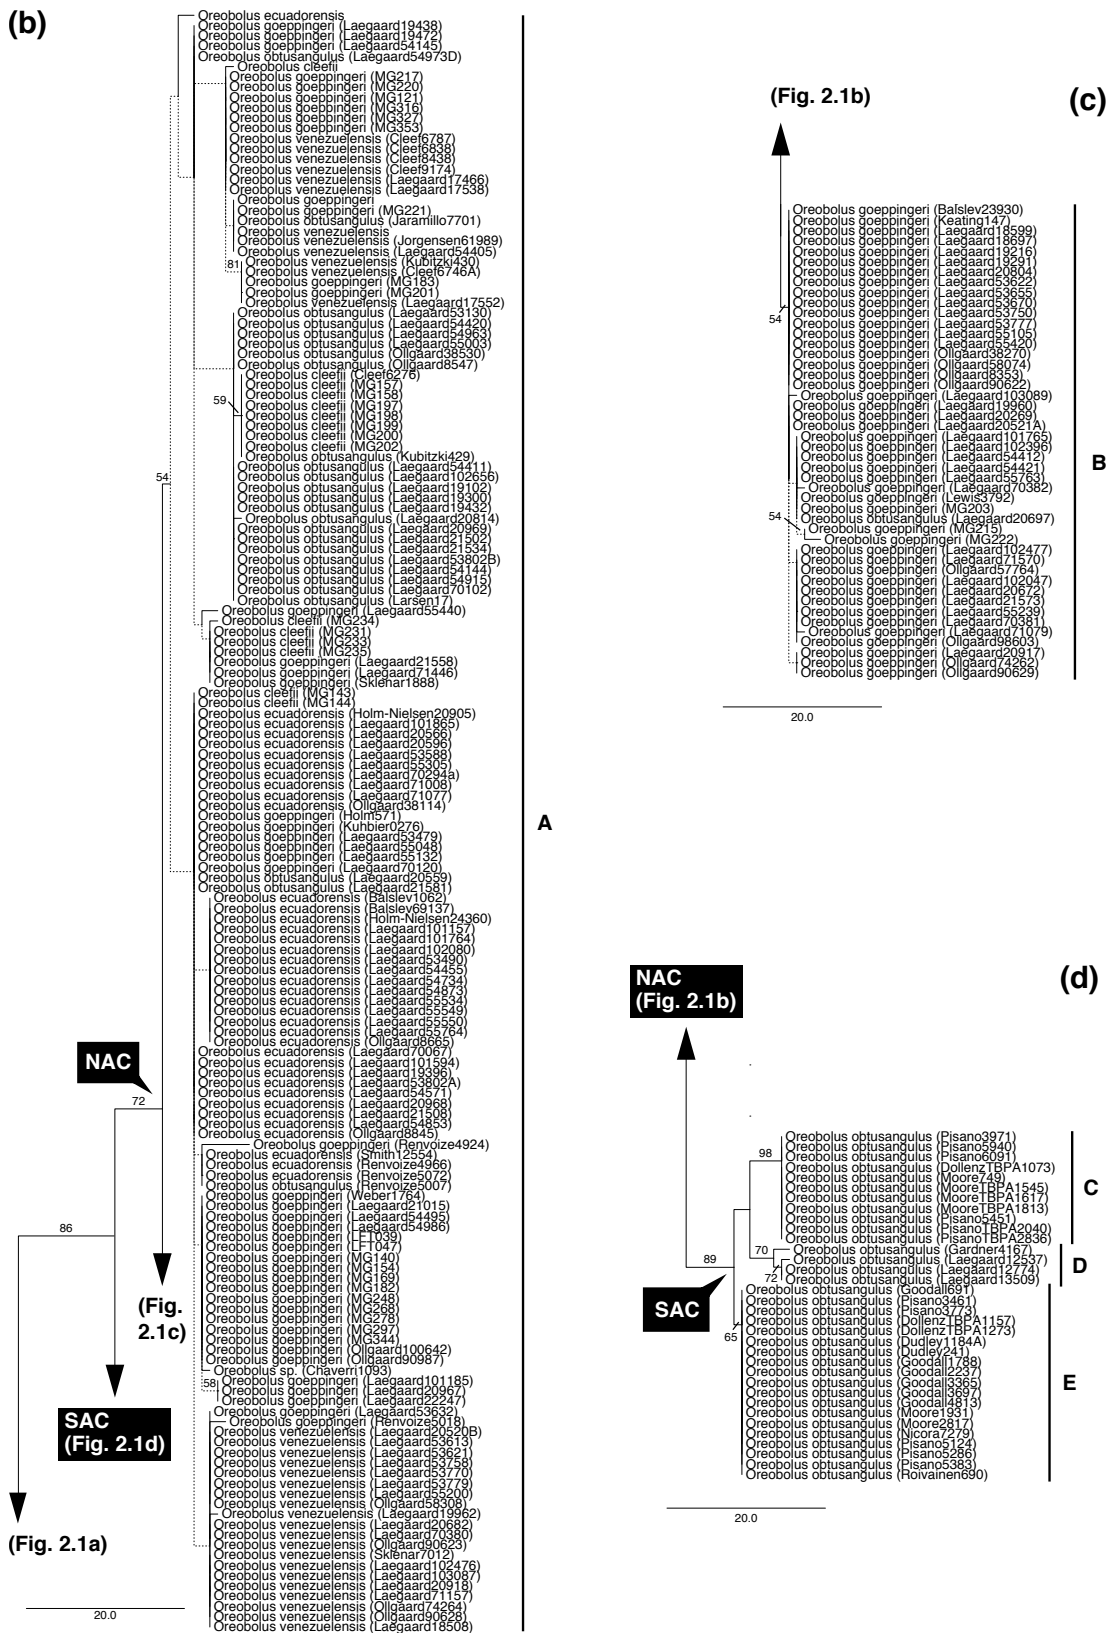 (b)
Oreobolus ecuadorensis
Oreobolus goeppingeri (Laegaard19438)
Oreobolus goeppingeri (Laegaard19472)
Oreobolus goeppingeri (Laegaard54145)
Oreobolus obtusangulus (Laegaard54973D)
Oreobolus cleefii
Oreobolus goeppingeri (MG217)
Oreobolus goeppingeri (MG220)
Oreobolus goeppingeri (MG121)
Oreobolus goeppingeri (MG316)
Oreobolus goeppingeri (MG327)
Oreobolus goeppingeri (MG353)
Oreobolus venezuelensis (Cleef6787)
Oreobolus venezuelensis (Cleef6838)
Oreobolus venezuelensis (Cleef8438)
Oreobolus venezuelensis (Cleef9174)
Oreobolus venezuelensis (Laegaard17466)
Oreobolus venezuelensis (Laegaard17538)
Oreobolus goeppingeri
Oreobolus goeppingeri (MG221)
Oreobolus obtusangulus (Jaramillo7701)
Oreobolus venezuelensis
Oreobolus venezuelensis (Jorgensen61989)
Oreobolus venezuelensis (Laegaard54405)
81
Oreobolus venezuelensis (Kubitzki430)
Oreobolus venezuelensis (Cleef6746A)
Oreobolus goeppingeri (MG183)
Oreobolus goeppingeri (MG201)
Oreobolus venezuelensis (Laegaard17552)
Oreobolus obtusangulus (Laegaard53130)
Oreobolus obtusangulus (Laegaard54420)
Oreobolus obtusangulus (Laegaard54963)
Oreobolus obtusangulus (Laegaard55003)
Oreobolus obtusangulus (Ollgaard38530)
Oreobolus obtusangulus (Ollgaard8547)
Oreobolus cleefii (Cleef6276)
Oreobolus cleefii (MG157)
Oreobolus cleefii (MG158)
59
Oreobolus cleefii (MG197)
Oreobolus cleefii (MG198)
Oreobolus cleefii (MG199)
Oreobolus cleefii (MG200)
Oreobolus cleefii (MG202)
Oreobolus obtusangulus (Kubitzki429)
Oreobolus obtusangulus (Laegaard54411)
Oreobolus obtusangulus (Laegaard102656)
54
Oreobolus obtusangulus (Laegaard19102)
Oreobolus obtusangulus (Laegaard19300)
Oreobolus obtusangulus (Laegaard19432)
Oreobolus obtusangulus (Laegaard20814)
Oreobolus obtusangulus (Laegaard20969)
Oreobolus obtusangulus (Laegaard21502)
Oreobolus obtusangulus (Laegaard21534)
Oreobolus obtusangulus (Laegaard53802B)
Oreobolus obtusangulus (Laegaard54144)
Oreobolus obtusangulus (Laegaard54915)
Oreobolus obtusangulus (Laegaard70102)
Oreobolus obtusangulus (Larsen17)
Oreobolus goeppingeri (Laegaard55440)
Oreobolus cleefii (MG234)
Oreobolus cleefii (MG231)
Oreobolus cleefii (MG233)
Oreobolus cleefii (MG235)
Oreobolus goeppingeri (Laegaard21558)
Oreobolus goeppingeri (Laegaard71446)
Oreobolus goeppingeri (Sklenar1888)
Oreobolus cleefii (MG143)
Oreobolus cleefii (MG144)
Oreobolus ecuadorensis (Holm-Nielsen20905)
Oreobolus ecuadorensis (Laegaard101865)
Oreobolus ecuadorensis (Laegaard20566)
Oreobolus ecuadorensis (Laegaard20596)
Oreobolus ecuadorensis (Laegaard53588)
Oreobolus ecuadorensis (Laegaard55305)
Oreobolus ecuadorensis (Laegaard70294a)
Oreobolus ecuadorensis (Laegaard71008)
Oreobolus ecuadorensis (Laegaard71077)
Oreobolus ecuadorensis (Ollgaard38114)
Oreobolus goeppingeri (Holm571)
Oreobolus goeppingeri (Kuhbier0276)
Oreobolus goeppingeri (Laegaard53479)
Oreobolus goeppingeri (Laegaard55048)
Oreobolus goeppingeri (Laegaard55132)
Oreobolus goeppingeri (Laegaard70120)
Oreobolus obtusangulus (Laegaard20559)
Oreobolus obtusangulus (Laegaard21581)
Oreobolus ecuadorensis (Balslev1062)
Oreobolus ecuadorensis (Balslev69137)
Oreobolus ecuadorensis (Holm-Nielsen24360)
Oreobolus ecuadorensis (Laegaard101157)
Oreobolus ecuadorensis (Laegaard101764)
Oreobolus ecuadorensis (Laegaard102080)
Oreobolus ecuadorensis (Laegaard53490)
Oreobolus ecuadorensis (Laegaard54455)
Oreobolus ecuadorensis (Laegaard54734)
Oreobolus ecuadorensis (Laegaard54873)
Oreobolus ecuadorensis (Laegaard55534)
Oreobolus ecuadorensis (Laegaard55549)
Oreobolus ecuadorensis (Laegaard55550)
Oreobolus ecuadorensis (Laegaard55764)
Oreobolus ecuadorensis (Ollgaard8665)
Oreobolus ecuadorensis (Laegaard70067)
Oreobolus ecuadorensis (Laegaard101594)
Oreobolus ecuadorensis (Laegaard19396)
Oreobolus ecuadorensis (Laegaard53802A)
Oreobolus ecuadorensis (Laegaard54571)
Oreobolus ecuadorensis (Laegaard20968)
Oreobolus ecuadorensis (Laegaard21508)
Oreobolus ecuadorensis (Laegaard54853)
Oreobolus ecuadorensis (Ollgaard8845)
Oreobolus goeppingeri (Renvoize4924)
Oreobolus ecuadorensis (Smith12554)
Oreobolus ecuadorensis (Renvoize4966)
Oreobolus ecuadorensis (Renvoize5072)
Oreobolus obtusangulus (Renvoize5007)
Oreobolus goeppingeri (Weber1764)
Oreobolus goeppingeri (Laegaard21015)
Oreobolus goeppingeri (Laegaard54495)
Oreobolus goeppingeri (Laegaard54986)
Oreobolus goeppingeri (LFT039)
Oreobolus goeppingeri (LFT047)
Oreobolus goeppingeri (MG140)
Oreobolus goeppingeri (MG154)
Oreobolus goeppingeri (MG169)
Oreobolus goeppingeri (MG182)
Oreobolus goeppingeri (MG248)
Oreobolus goeppingeri (MG268)
Oreobolus goeppingeri (MG278)
Oreobolus goeppingeri (MG297)
Oreobolus goeppingeri (MG344)
Oreobolus goeppingeri (Ollgaard100642)
Oreobolus goeppingeri (Ollgaard90987)
Oreobolus sp. (Chaverri1093)
58
Oreobolus goeppingeri (Laegaard101185)
Oreobolus goeppingeri (Laegaard20967)
Oreobolus goeppingeri (Laegaard22247)
Oreobolus goeppingeri (Laegaard53632)
Oreobolus goeppingeri (Renvoize5018)
Oreobolus venezuelensis (Laegaard20520B)
Oreobolus venezuelensis (Laegaard53613)
Oreobolus venezuelensis (Laegaard53621)
Oreobolus venezuelensis (Laegaard53758)
Oreobolus venezuelensis (Laegaard53770)
Oreobolus venezuelensis (Laegaard53779)
Oreobolus venezuelensis (Laegaard55200)
Oreobolus venezuelensis (Ollgaard58308)
Oreobolus venezuelensis (Laegaard19962)
Oreobolus venezuelensis (Laegaard20682)
Oreobolus venezuelensis (Laegaard70380)
Oreobolus venezuelensis (Ollgaard90623)
Oreobolus venezuelensis (Sklenar7012)
Oreobolus venezuelensis (Laegaard102476)
Oreobolus venezuelensis (Laegaard103087)
Oreobolus venezuelensis (Laegaard20918)
Oreobolus venezuelensis (Laegaard71157)
Oreobolus venezuelensis (Ollgaard74264)
Oreobolus venezuelensis (Ollgaard90628)
Oreobolus venezuelensis (Laegaard18508)
A
NAC
72
86
(Fig.
2.1c)
SAC
(Fig. 2.1d)
(Fig. 2.1a)
20.0
(Fig. 2.1b)
(c)
Oreobolus goeppingeri (Balslev23930)
Oreobolus goeppingeri (Keating147)
Oreobolus goeppingeri (Laegaard18599)
Oreobolus goeppingeri (Laegaard18697)
Oreobolus goeppingeri (Laegaard19216)
Oreobolus goeppingeri (Laegaard19291)
Oreobolus goeppingeri (Laegaard20804)
Oreobolus goeppingeri (Laegaard53622)
Oreobolus goeppingeri (Laegaard53655)
Oreobolus goeppingeri (Laegaard53670)
Oreobolus goeppingeri (Laegaard53750)
54
Oreobolus goeppingeri (Laegaard53777)
Oreobolus goeppingeri (Laegaard55105)
Oreobolus goeppingeri (Laegaard55420)
Oreobolus goeppingeri (Ollgaard38270)
Oreobolus goeppingeri (Ollgaard58074)
Oreobolus goeppingeri (Ollgaard8353)
Oreobolus goeppingeri (Ollgaard90622)
Oreobolus goeppingeri (Laegaard103089)
Oreobolus goeppingeri (Laegaard19960)
Oreobolus goeppingeri (Laegaard20269)
Oreobolus goeppingeri (Laegaard20521A)
Oreobolus goeppingeri (Laegaard101765)
Oreobolus goeppingeri (Laegaard102396)
Oreobolus goeppingeri (Laegaard54412)
Oreobolus goeppingeri (Laegaard54421)
Oreobolus goeppingeri (Laegaard55763)
Oreobolus goeppingeri (Laegaard70382)
Oreobolus goeppingeri (Lewis3792)
Oreobolus goeppingeri (MG203)
54
Oreobolus obtusangulus (Laegaard20697)
Oreobolus goeppingeri (MG215)
Oreobolus goeppingeri (MG222)
Oreobolus goeppingeri (Laegaard102477)
Oreobolus goeppingeri (Laegaard71570)
Oreobolus goeppingeri (Ollgaard57764)
Oreobolus goeppingeri (Laegaard102047)
Oreobolus goeppingeri (Laegaard20672)
Oreobolus goeppingeri (Laegaard21573)
Oreobolus goeppingeri (Laegaard55239)
Oreobolus goeppingeri (Laegaard70381)
Oreobolus goeppingeri (Laegaard71079)
Oreobolus goeppingeri (Ollgaard98603)
Oreobolus goeppingeri (Laegaard20917)
Oreobolus goeppingeri (Ollgaard74262)
Oreobolus goeppingeri (Ollgaard90629)
B
20.0
NAC
(Fig. 2.1b)
(d)
98
Oreobolus obtusangulus (Pisano3971)
Oreobolus obtusangulus (Pisano5940)
Oreobolus obtusangulus (Pisano6091)
Oreobolus obtusangulus (DollenzTBPA1073)
Oreobolus obtusangulus (Moore749)
Oreobolus obtusangulus (MooreTBPA1545)
Oreobolus obtusangulus (MooreTBPA1617)
Oreobolus obtusangulus (MooreTBPA1813)
Oreobolus obtusangulus (Pisano5451)
Oreobolus obtusangulus (PisanoTBPA2040)
Oreobolus obtusangulus (PisanoTBPA2836)
C
70
Oreobolus obtusangulus (Gardner4167)
Oreobolus obtusangulus (Laegaard12537)
Oreobolus obtusangulus (Laegaard12774)
72
Oreobolus obtusangulus (Laegaard13509)
D
89
SAC
65
Oreobolus obtusangulus (Goodall691)
Oreobolus obtusangulus (Pisano3461)
Oreobolus obtusangulus (Pisano3773)
Oreobolus obtusangulus (DollenzTBPA1157)
Oreobolus obtusangulus (DollenzTBPA1273)
Oreobolus obtusangulus (Dudley1184A)
Oreobolus obtusangulus (Dudley241)
Oreobolus obtusangulus (Goodall1788)
Oreobolus obtusangulus (Goodall2237)
Oreobolus obtusangulus (Goodall3365)
Oreobolus obtusangulus (Goodall3697)
Oreobolus obtusangulus (Goodall4813)
Oreobolus obtusangulus (Moore1931)
Oreobolus obtusangulus (Moore2817)
Oreobolus obtusangulus (Nicora7279)
Oreobolus obtusangulus (Pisano5124)
Oreobolus obtusangulus (Pisano5286)
Oreobolus obtusangulus (Pisano5383)
Oreobolus obtusangulus (Roivainen690)
E
20.0